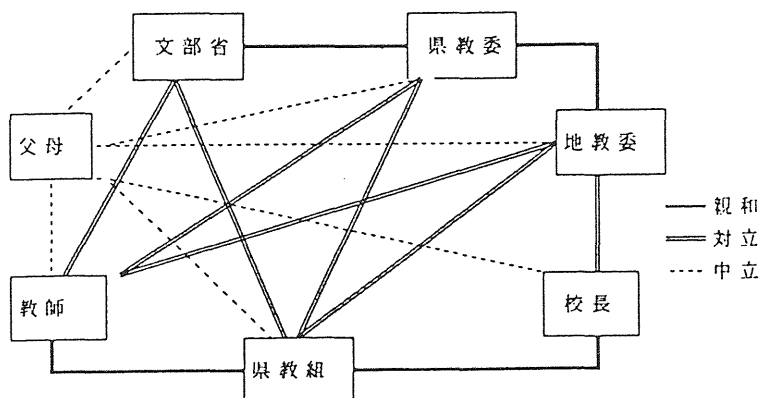 文部省
県教委
父母
地教委
親和
対立
中立
教師
校長
県教組